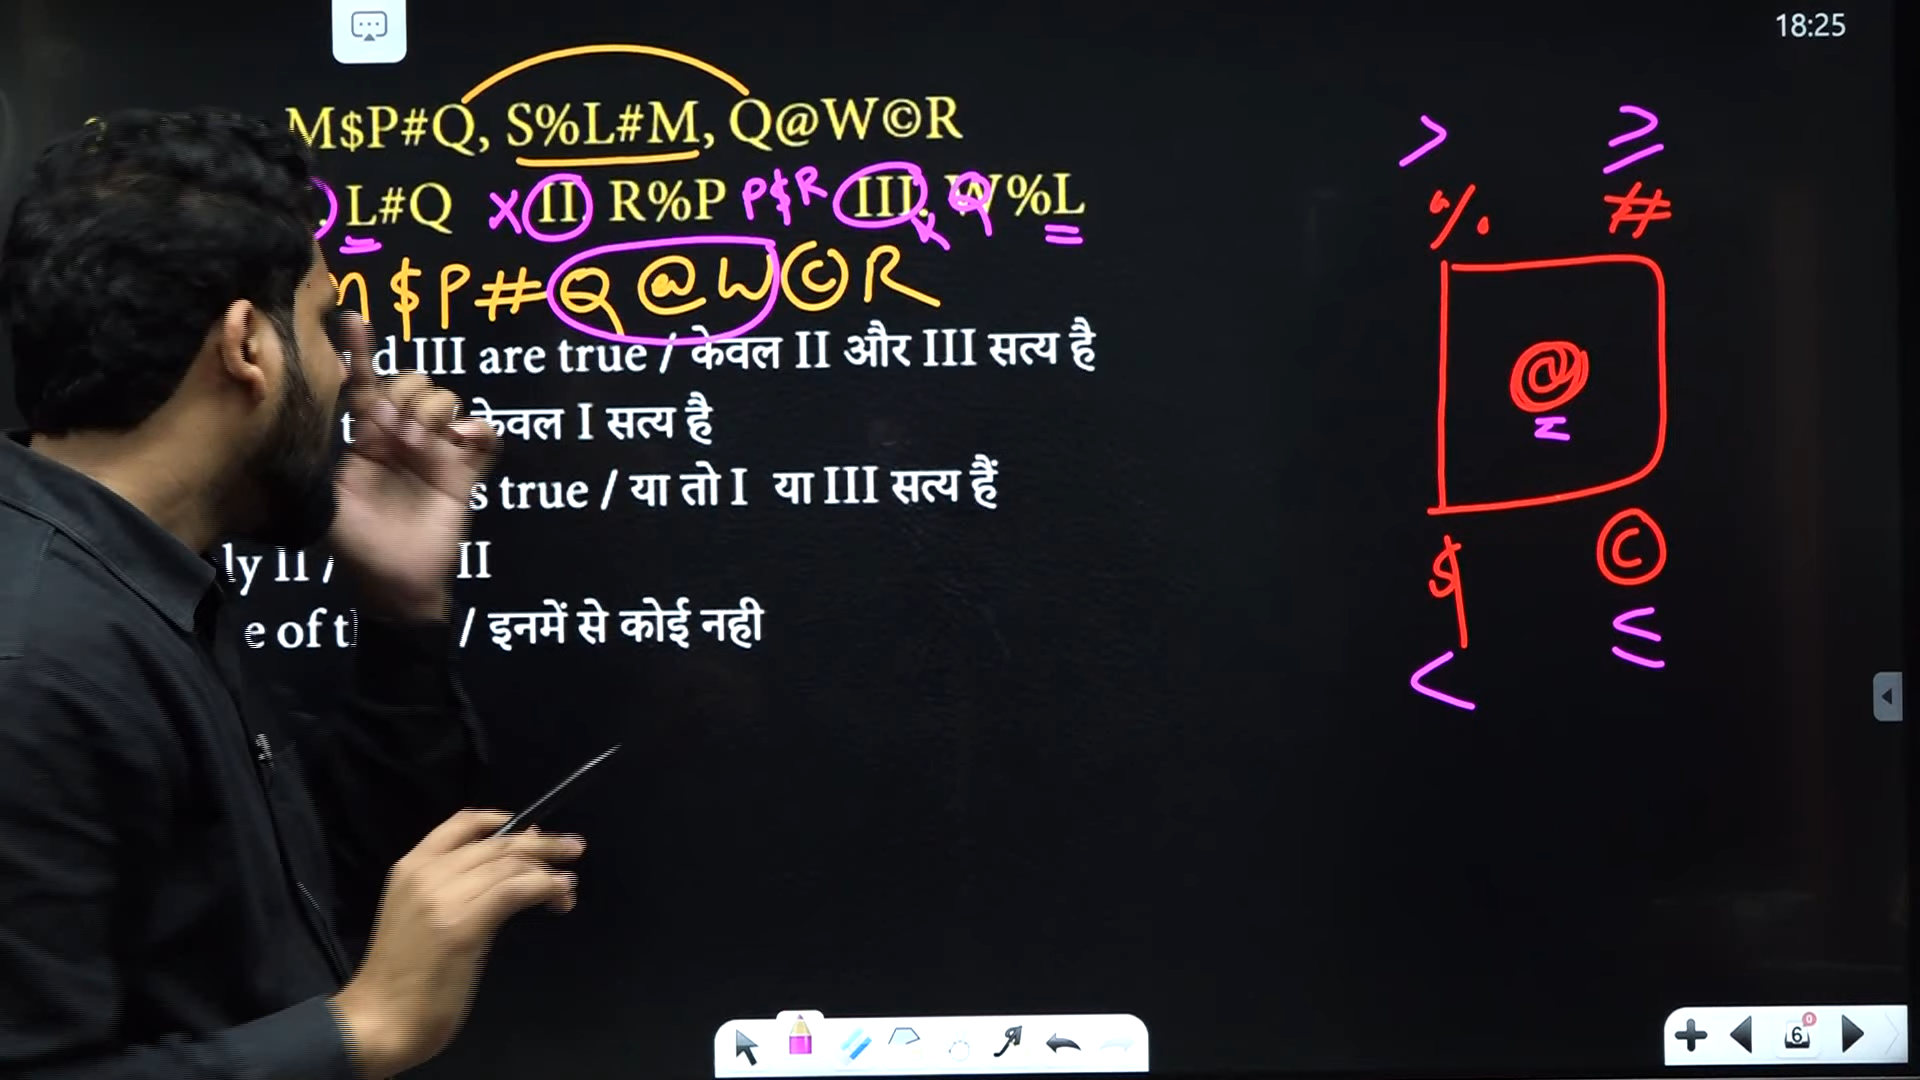 18:25
M$P#Q, S%L#M, Q@W©R
L#Q X II. R%P P$R III. W%L
$ P # Q @ W © R
III are true / केवल II और III सत्य है
केवल I सत्य है
true / या तो I या III सत्य हैं
II / II
of / इनमें से कोई नही
> ≥
% #
@
=
$ ©
< ≤
6
0